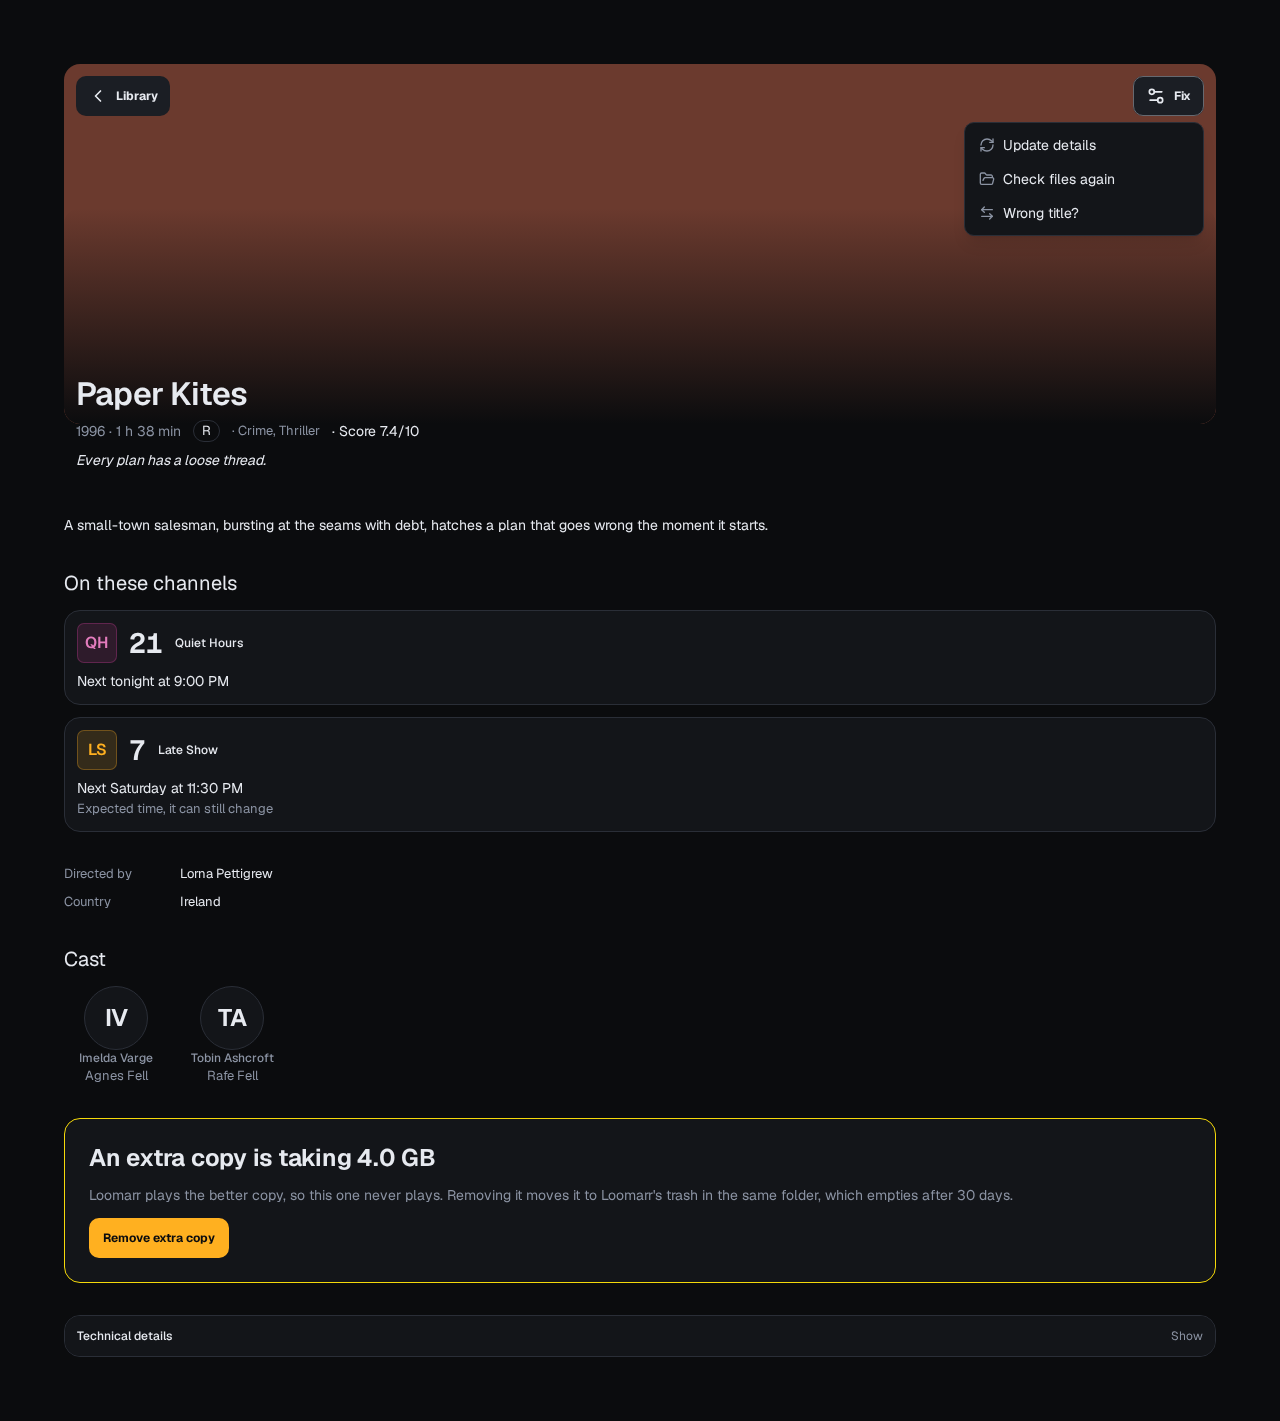 Library
Fix
Update details
Check files again
Wrong title?
Paper Kites
1996 · 1 h 38 min R · Crime, Thriller · Score 7.4/10
Every plan has a loose thread.
A small-town salesman, bursting at the seams with debt, hatches a plan that goes wrong the moment it starts.
On these channels
QH 21 Quiet Hours
Next tonight at 9:00 PM
LS 7 Late Show
Next Saturday at 11:30 PM
Expected time, it can still change
Directed by Lorna Pettigrew
Country Ireland
Cast
IV TA
Imelda Varge Tobin Ashcroft
Agnes Fell Rafe Fell
An extra copy is taking 4.0 GB
Loomarr plays the better copy, so this one never plays. Removing it moves it to Loomarr's trash in the same folder, which empties after 30 days.
Remove extra copy
Technical details Show